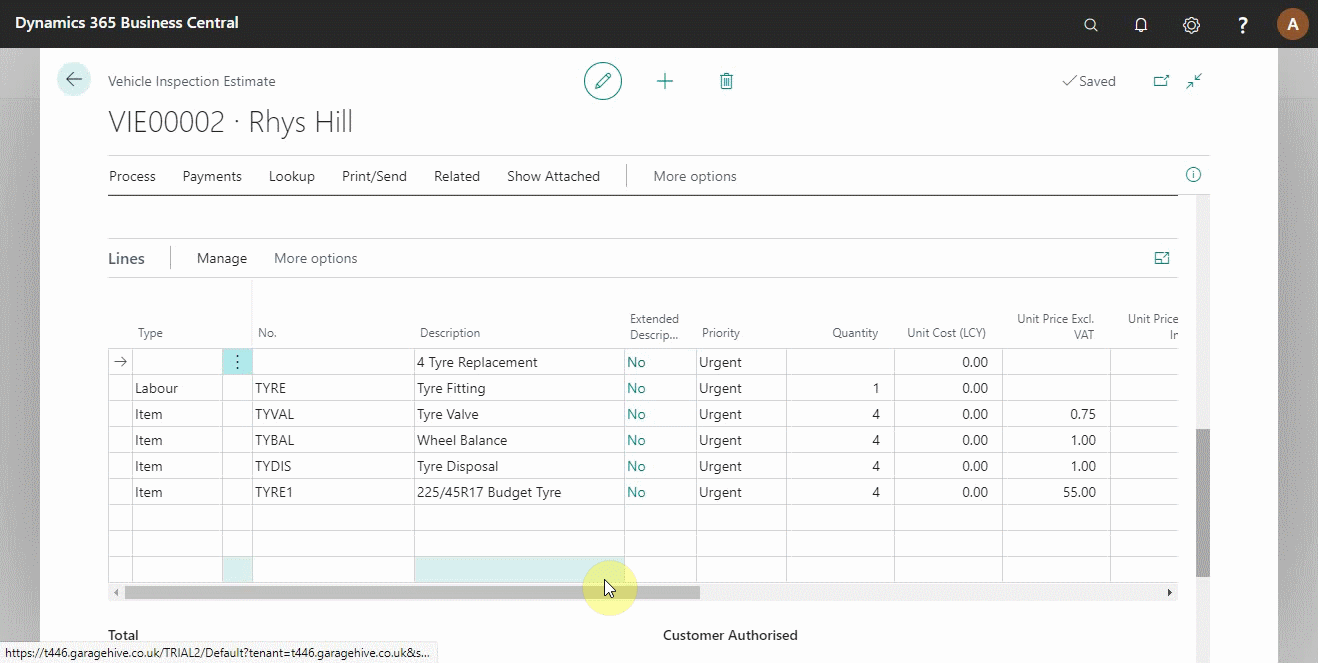 Dynamics 365 Business Central
?
A
Vehicle Inspection Estimate
Saved
VIE00002 · Rhys Hill
Process Payments Lookup Print/Send Related Show Attached More options
Lines Manage More options
Type No. Description Extended Descrip... Priority Quantity Unit Cost (LCY) Unit Price Excl. VAT Unit Price
4 Tyre Replacement No Urgent 0.00
Labour TYRE Tyre Fitting No Urgent 1 0.00
Item TYVAL Tyre Valve No Urgent 4 0.00 0.75
Item TYBAL Wheel Balance No Urgent 4 0.00 1.00
Item TYDIS Tyre Disposal No Urgent 4 0.00 1.00
Item TYRE1 225/45R17 Budget Tyre No Urgent 4 0.00 55.00
Total Customer Authorised
https://t446.garagehive.co.uk/TRIAL2/Default?tenant=t446.garagehive.co.uk&s...